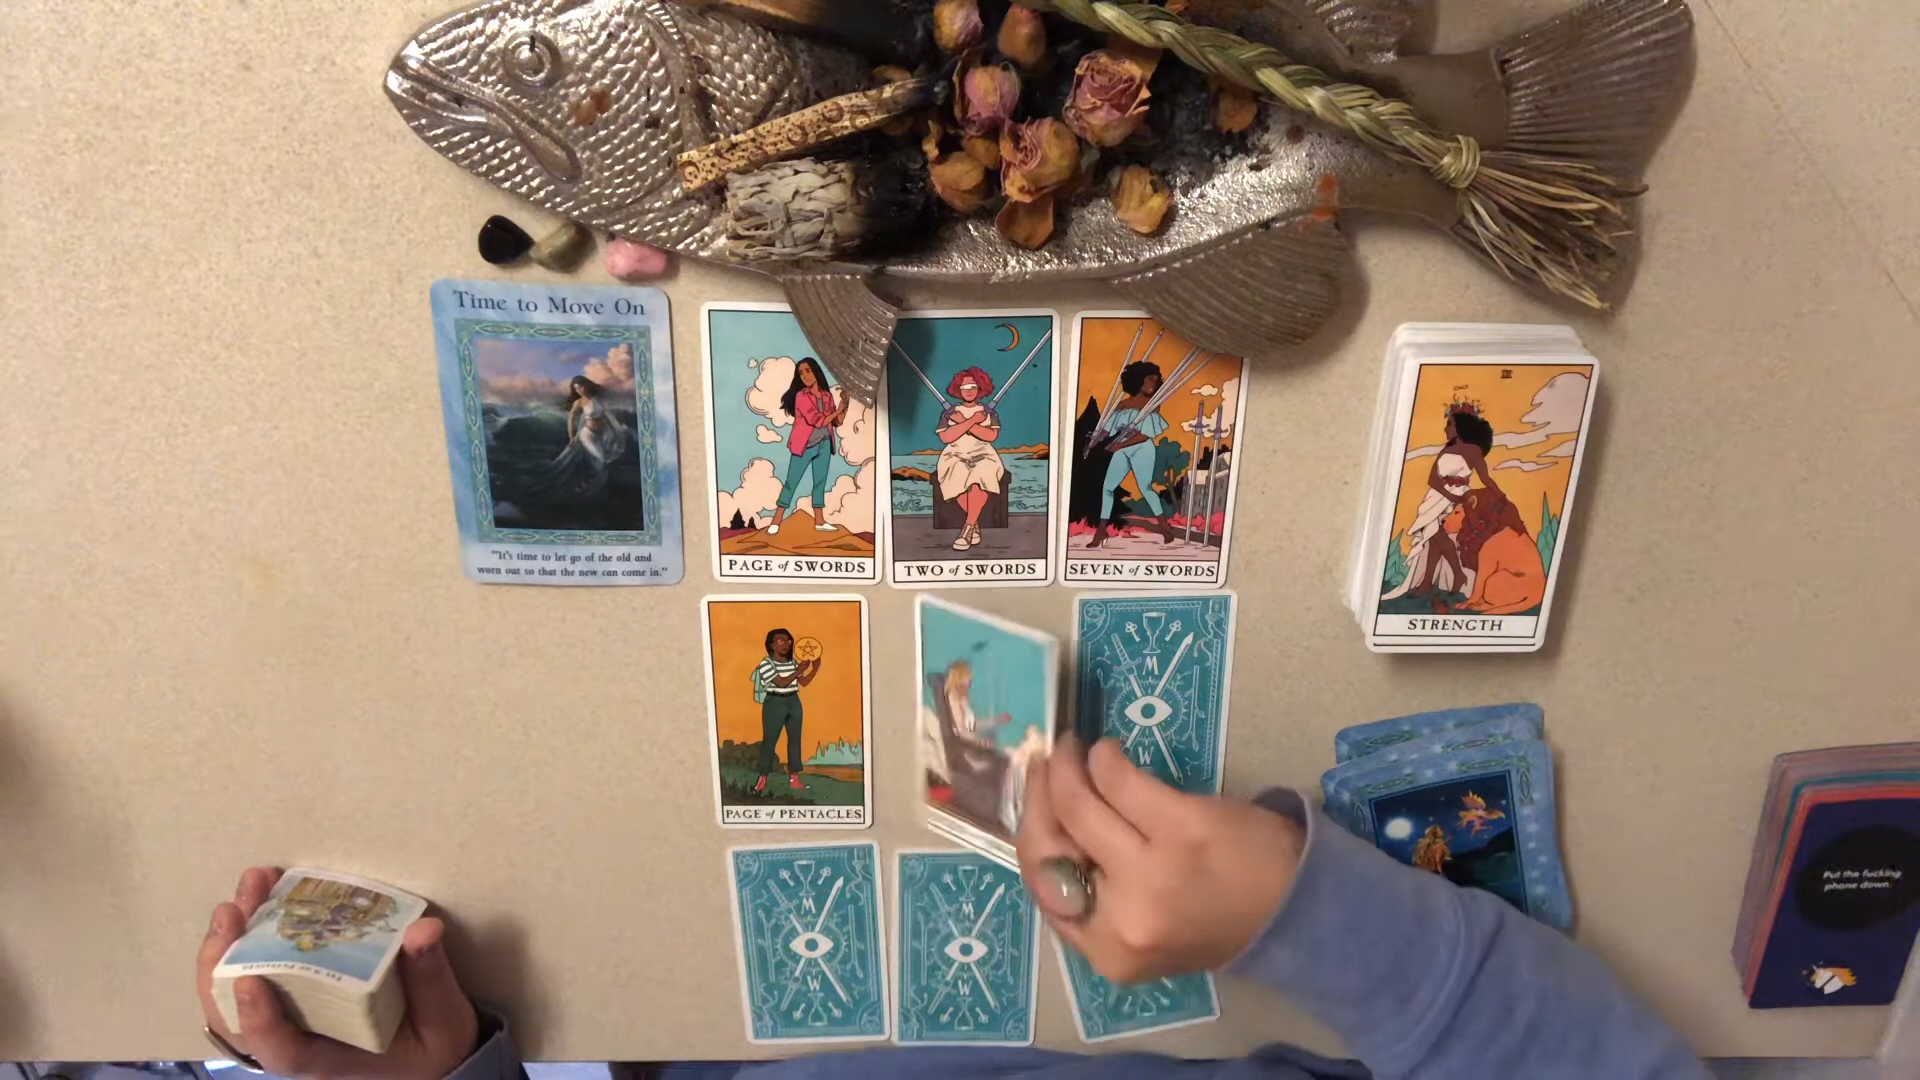 Time to Move On
"It's time to let go of the old and
worn out so that the new can come in."
PAGE of SWORDS
TWO of SWORDS
SEVEN of SWORDS
III
STRENGTH
PAGE of PENTACLES
M
W
M
W
M
W
Put the fucking
phone down.